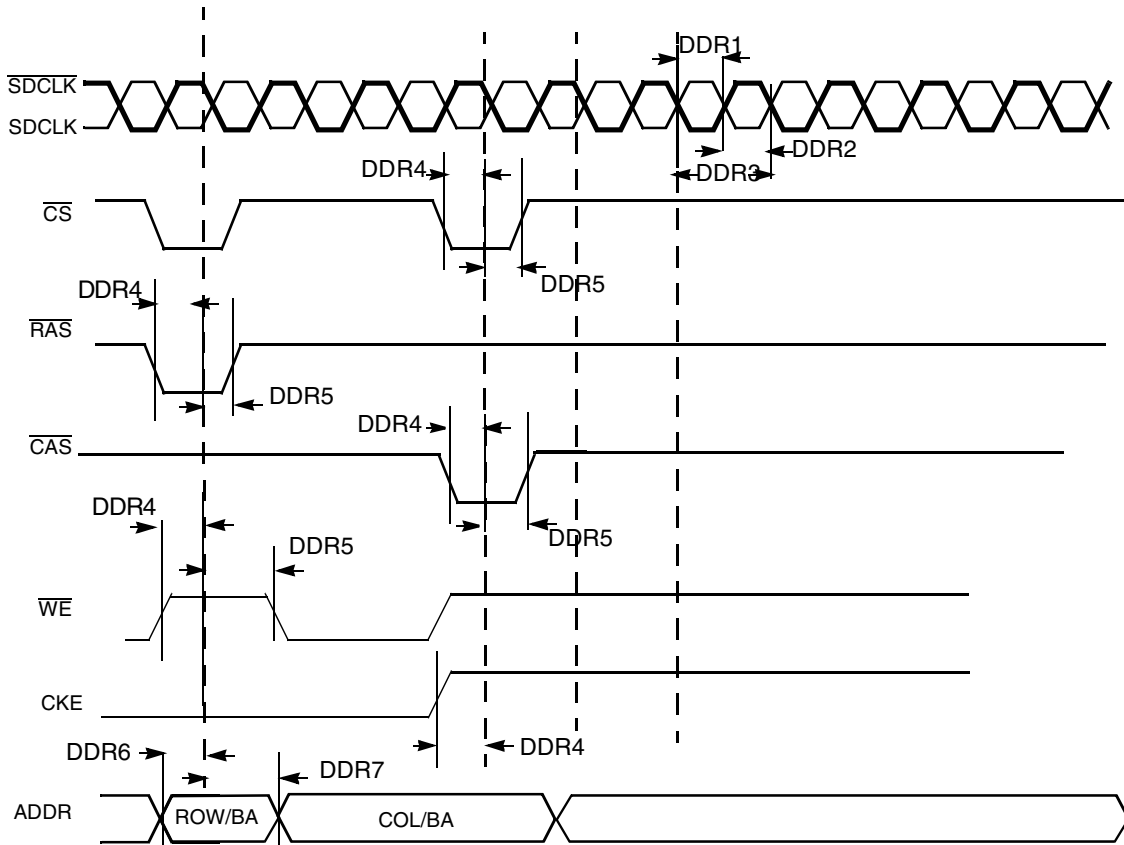 DDR1
SDCLK
SDCLK
DDR2
DDR4
DDR3
CS
DDR5
DDR4
RAS
DDR5
DDR4
CAS
DDR4
DDR5
DDR5
WE
CKE
DDR4
DDR6
DDR7
ADDR
ROW/BA
COL/BA